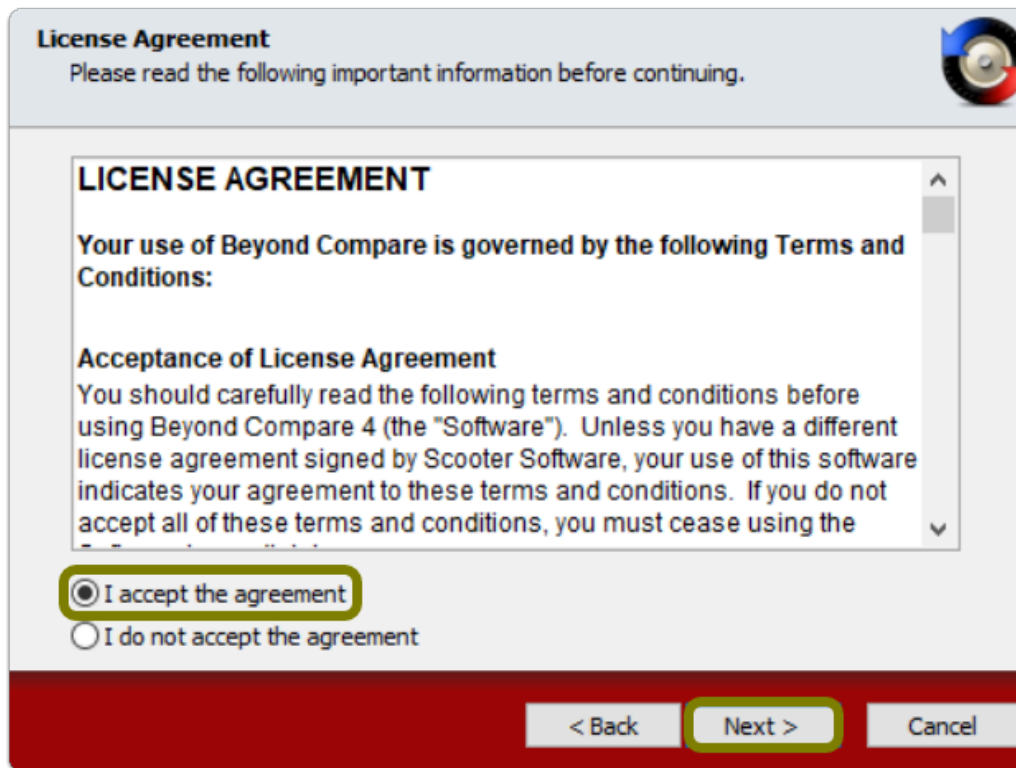 License Agreement
Please read the following important information before continuing.
LICENSE AGREEMENT
Your use of Beyond Compare is governed by the following Terms and
Conditions:
Acceptance of License Agreement
You should carefully read the following terms and conditions before
using Beyond Compare 4 (the "Software").  Unless you have a different
license agreement signed by Scooter Software, your use of this software
indicates your agreement to these terms and conditions.  If you do not
accept all of these terms and conditions, you must cease using the
I accept the agreement
I do not accept the agreement
< Back
Next >
Cancel